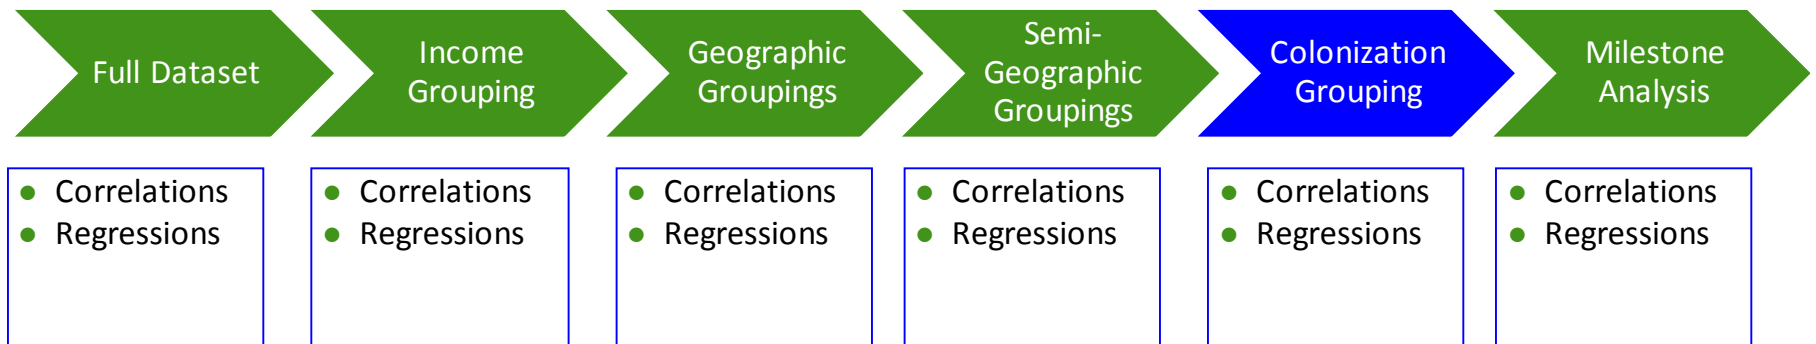 Full Dataset
Income
Grouping
Geographic
Groupings
Semi-
Geographic
Groupings
Colonization
Grouping
Milestone
Analysis
● Correlations
● Regressions
● Correlations
● Regressions
● Correlations
● Regressions
● Correlations
● Regressions
● Correlations
● Regressions
● Correlations
● Regressions